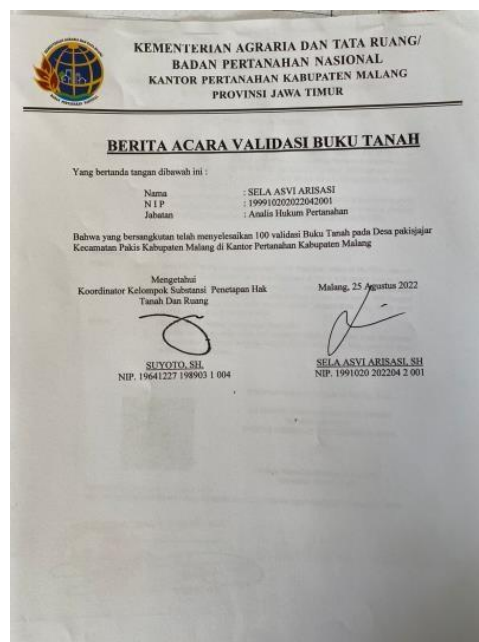 KEMENTERIAN AGRARIA DAN TATA RUANG/
BADAN PERTANAHAN NASIONAL
KANTOR PERTANAHAN KABUPATEN MALANG
PROVINSI JAWA TIMUR
BERITA ACARA VALIDASI BUKU TANAH
Yang bertanda tangan dibawah ini :
Nama : SELA ASVI ARISASI
N I P : 199910202022042001
Jabatan : Analis Hukum Pertanahan
Bahwa yang bersangkutan telah menyelesaikan 100 validasi Buku Tanah pada Desa pakisjajar
Kecamatan Pakis Kabupaten Malang di Kantor Pertanahan Kabupaten Malang
Mengetahui
Koordinator Kelompok Substansi Penetapan Hak
Tanah Dan Ruang
SUYOTO, SH.
NIP. 19641227 198903 1 004
Malang, 25 Agustus 2022
SELA ASVI ARISASI, SH
NIP. 1991020 202204 2 001